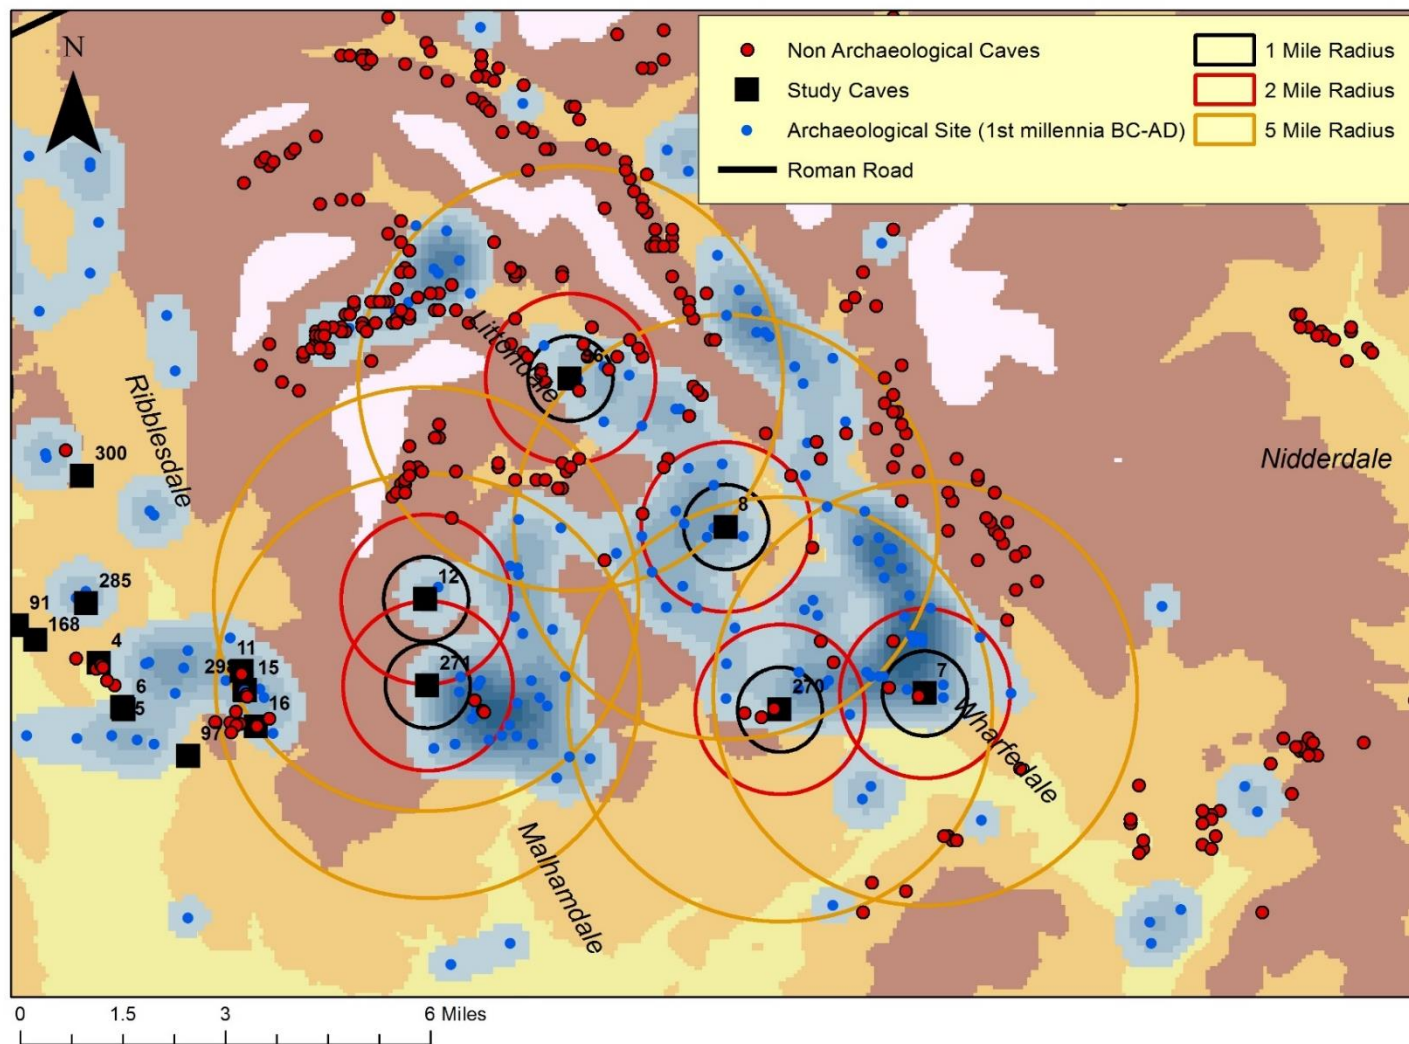 N
Non Archaeological Caves
Study Caves
Archaeological Site (1st millennia BC-AD)
Roman Road
1 Mile Radius
2 Mile Radius
5 Mile Radius
Littondale
96
Ribblesdale
300
Nidderdale
8
285
12
91
168
4
11
298
15
271
6
5
16
97
270
7
Wharfedale
Malhamdale
0 1.5 3 6 Miles